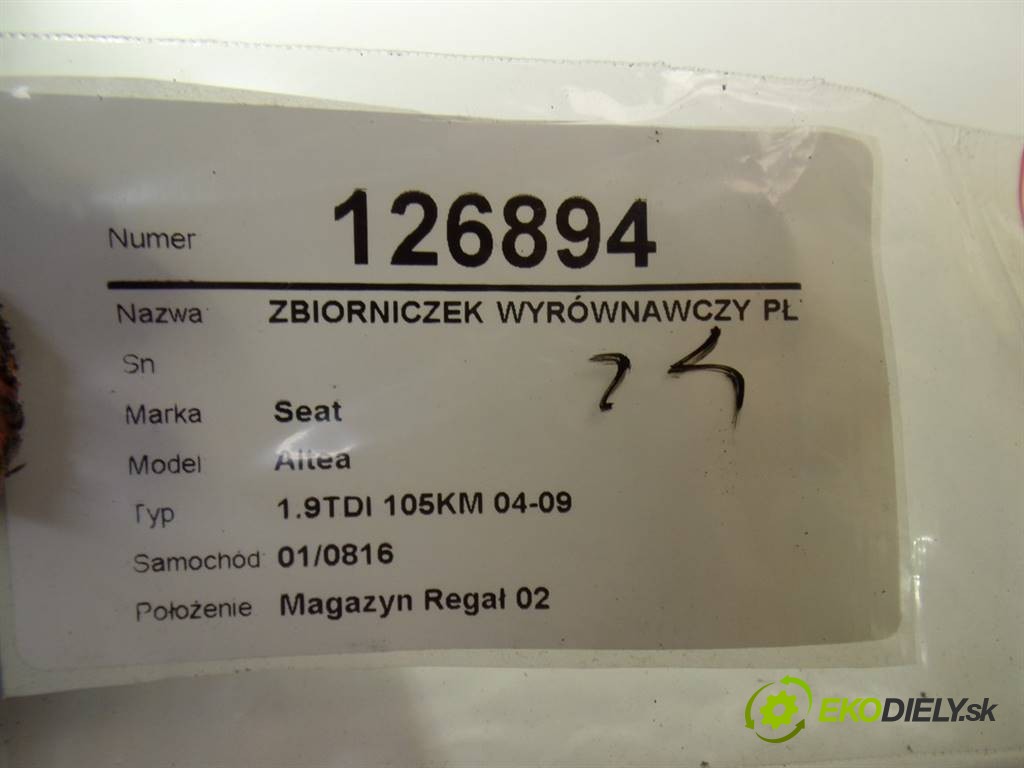 Numer 126894
Nazwa ZBIORNICZEK WYRÓWNAWCZY PŁ
Sn
Marka Seat
Model Altea
Typ 1.9TDI 105KM 04-09
Samochód 01/0816
Położenie Magazyn Regał 02
EKODIELY.sk